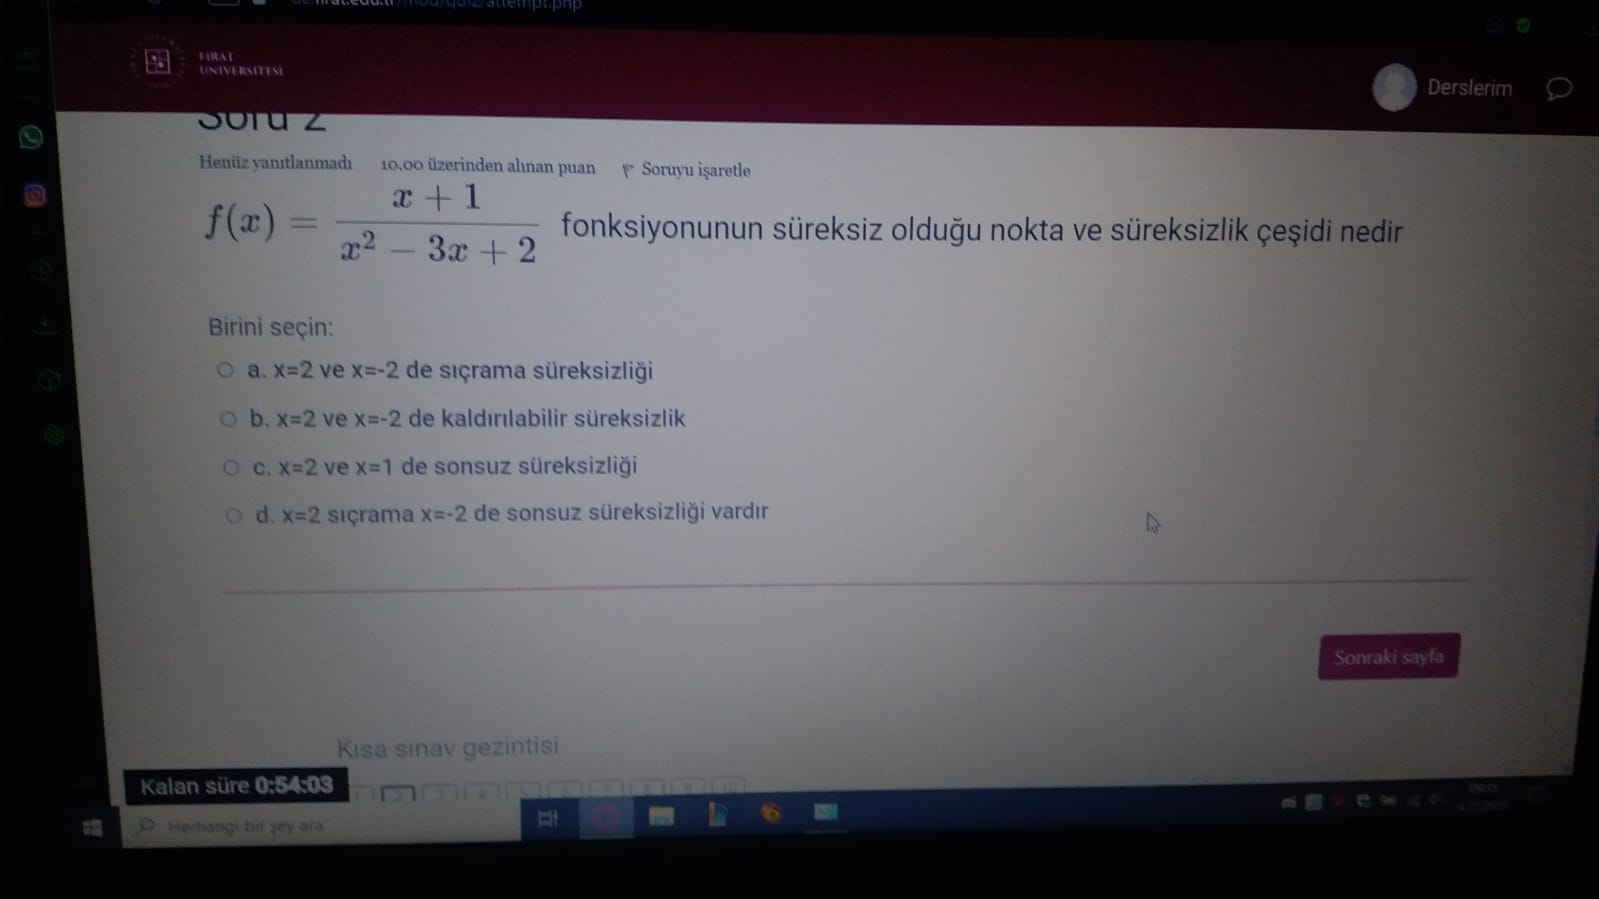 FIRAT
ÜNİVERSİTESİ
Derslerim
Soru 2
Henüz yanıtlanmadı 10.00 üzerinden alınan puan Soruyu işaretle
f(x) = (x + 1) / (x² − 3x + 2) fonksiyonunun süreksiz olduğu nokta ve süreksizlik çeşidi nedir
Birini seçin:
a. x=2 ve x=-2 de sıçrama süreksizliği
b. x=2 ve x=-2 de kaldırılabilir süreksizlik
c. x=2 ve x=1 de sonsuz süreksizliği
d. x=2 sıçrama x=-2 de sonsuz süreksizliği vardır
Sonraki sayfa
Kısa sınav gezintisi
Kalan süre 0:54:03
2 3 4 5 6 7 8 9 10
Herhangi bir şey ara